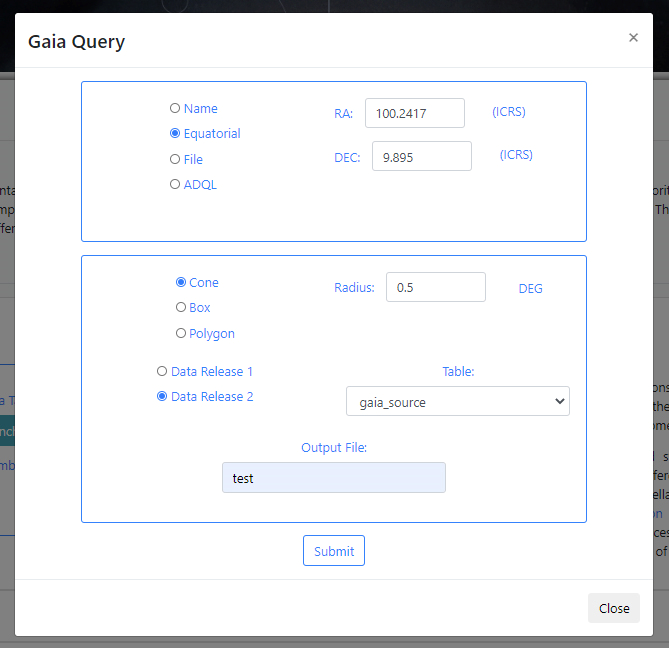 Gaia Query
×
Name
RA: 100.2417 (ICRS)
Equatorial
File
DEC: 9.895 (ICRS)
ADQL
Cone
Radius: 0.5 DEG
Box
Polygon
Data Release 1
Table:
Data Release 2
gaia_source
Output File:
test
Submit
Close